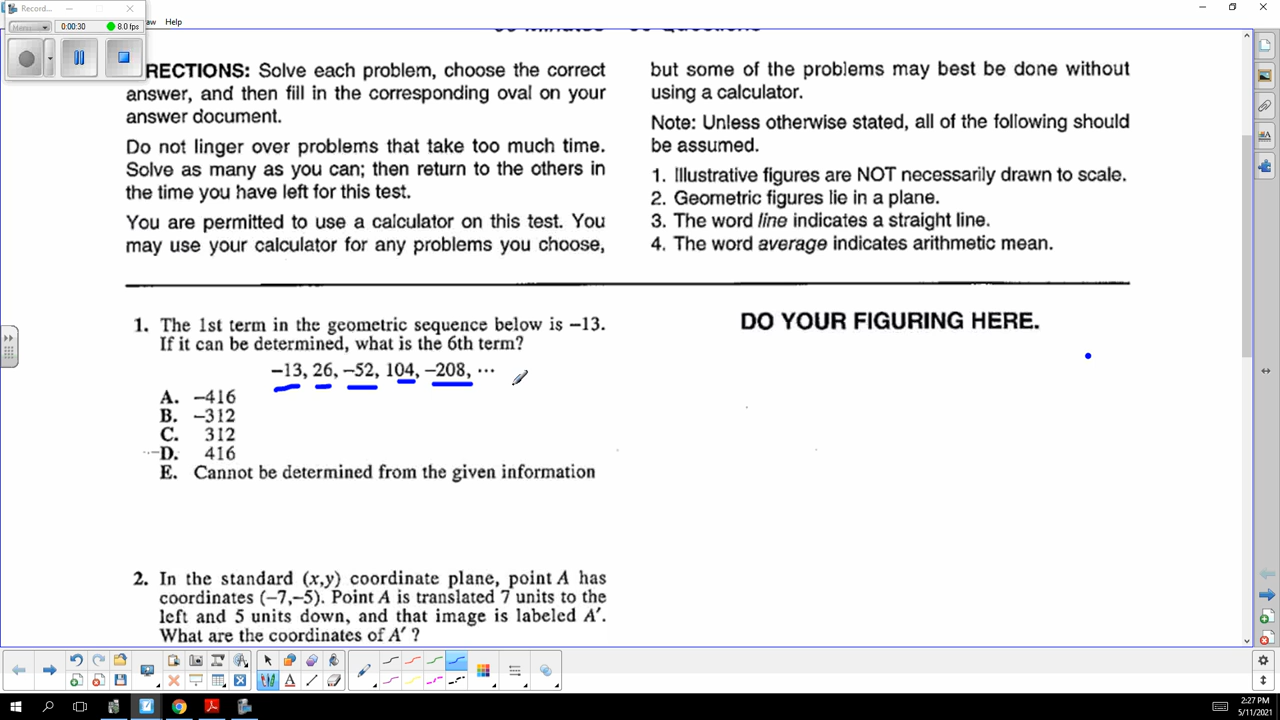 Record...
0:00:30
8.0 fps
Help
RECTIONS: Solve each problem, choose the correct
answer, and then fill in the corresponding oval on your
answer document.
Do not linger over problems that take too much time.
Solve as many as you can; then return to the others in
the time you have left for this test.
You are permitted to use a calculator on this test. You
may use your calculator for any problems you choose,
but some of the problems may best be done without
using a calculator.
Note: Unless otherwise stated, all of the following should
be assumed.
1. Illustrative figures are NOT necessarily drawn to scale.
2. Geometric figures lie in a plane.
3. The word line indicates a straight line.
4. The word average indicates arithmetic mean.
1. The 1st term in the geometric sequence below is −13.
If it can be determined, what is the 6th term?
−13, 26, −52, 104, −208, ⋯
A. −416
B. −312
C. 312
D. 416
E. Cannot be determined from the given information
DO YOUR FIGURING HERE.
2. In the standard (x,y) coordinate plane, point A has
coordinates (−7,−5). Point A is translated 7 units to the
left and 5 units down, and that image is labeled A′.
What are the coordinates of A′ ?
2:27 PM
5/11/2021